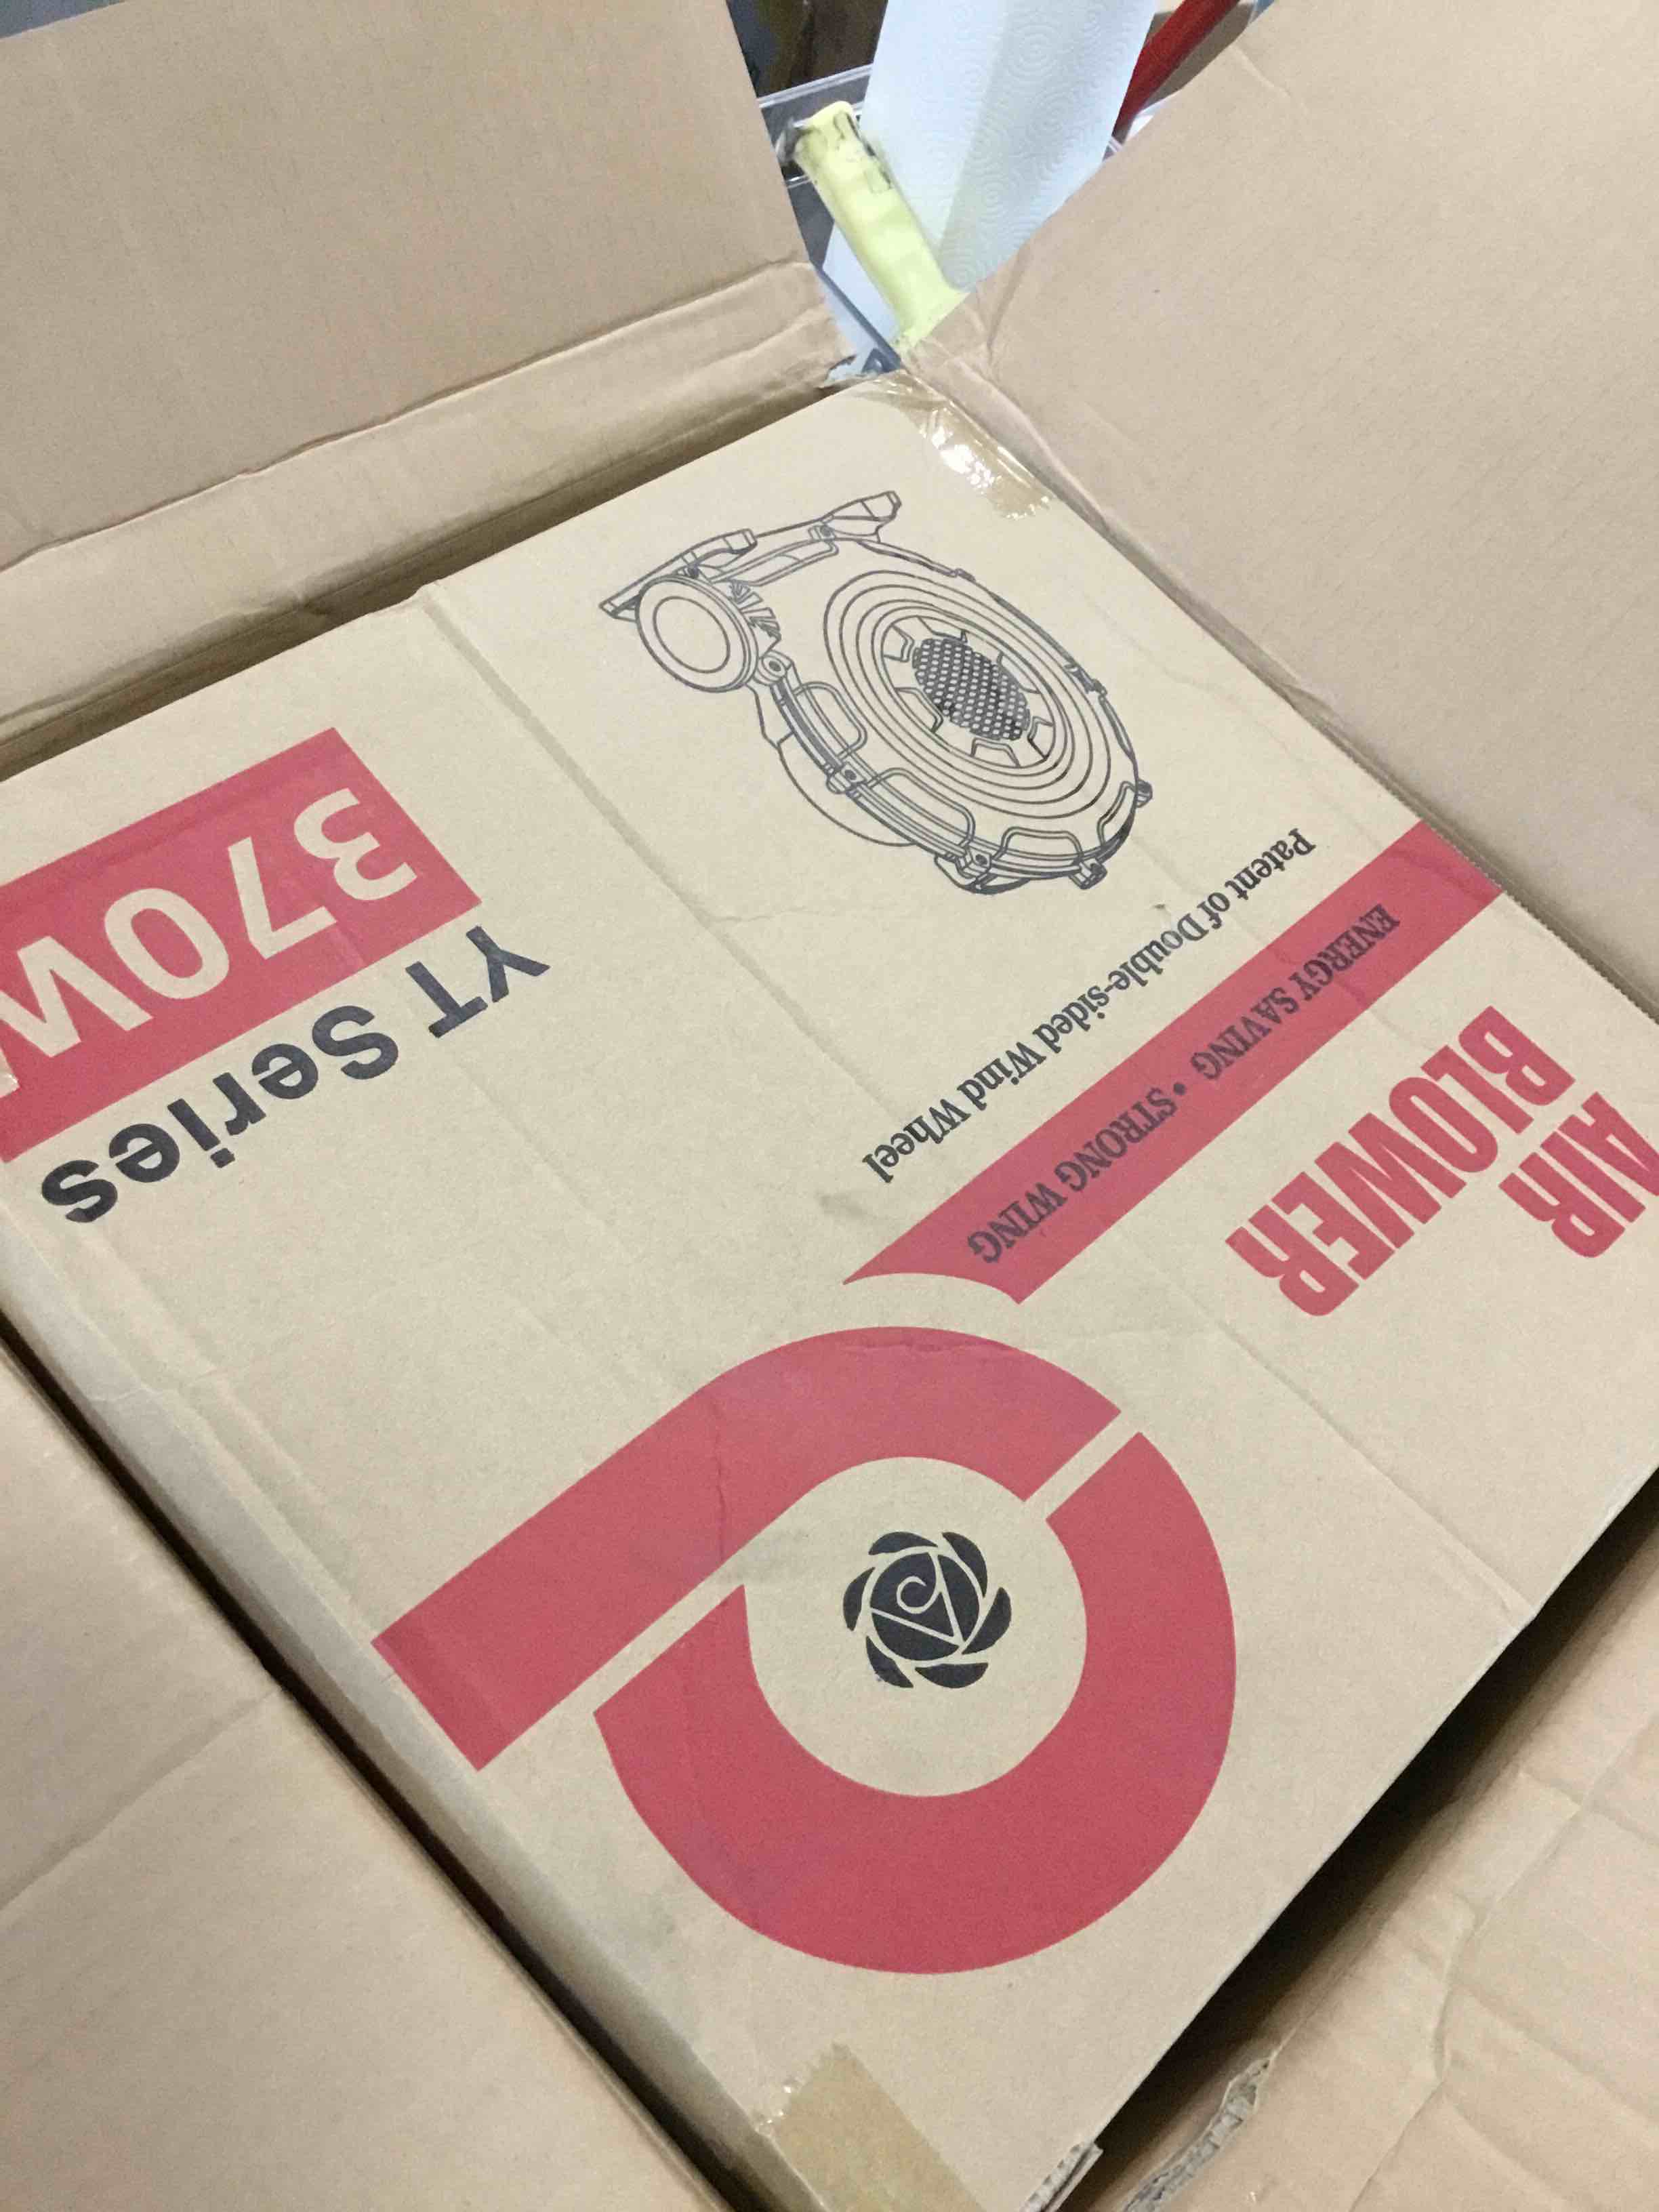 AIR
BLOWER
ENERGY SAVING • STRONG WING
Patent of Double-sided Wind Wheel
YT Series
370W